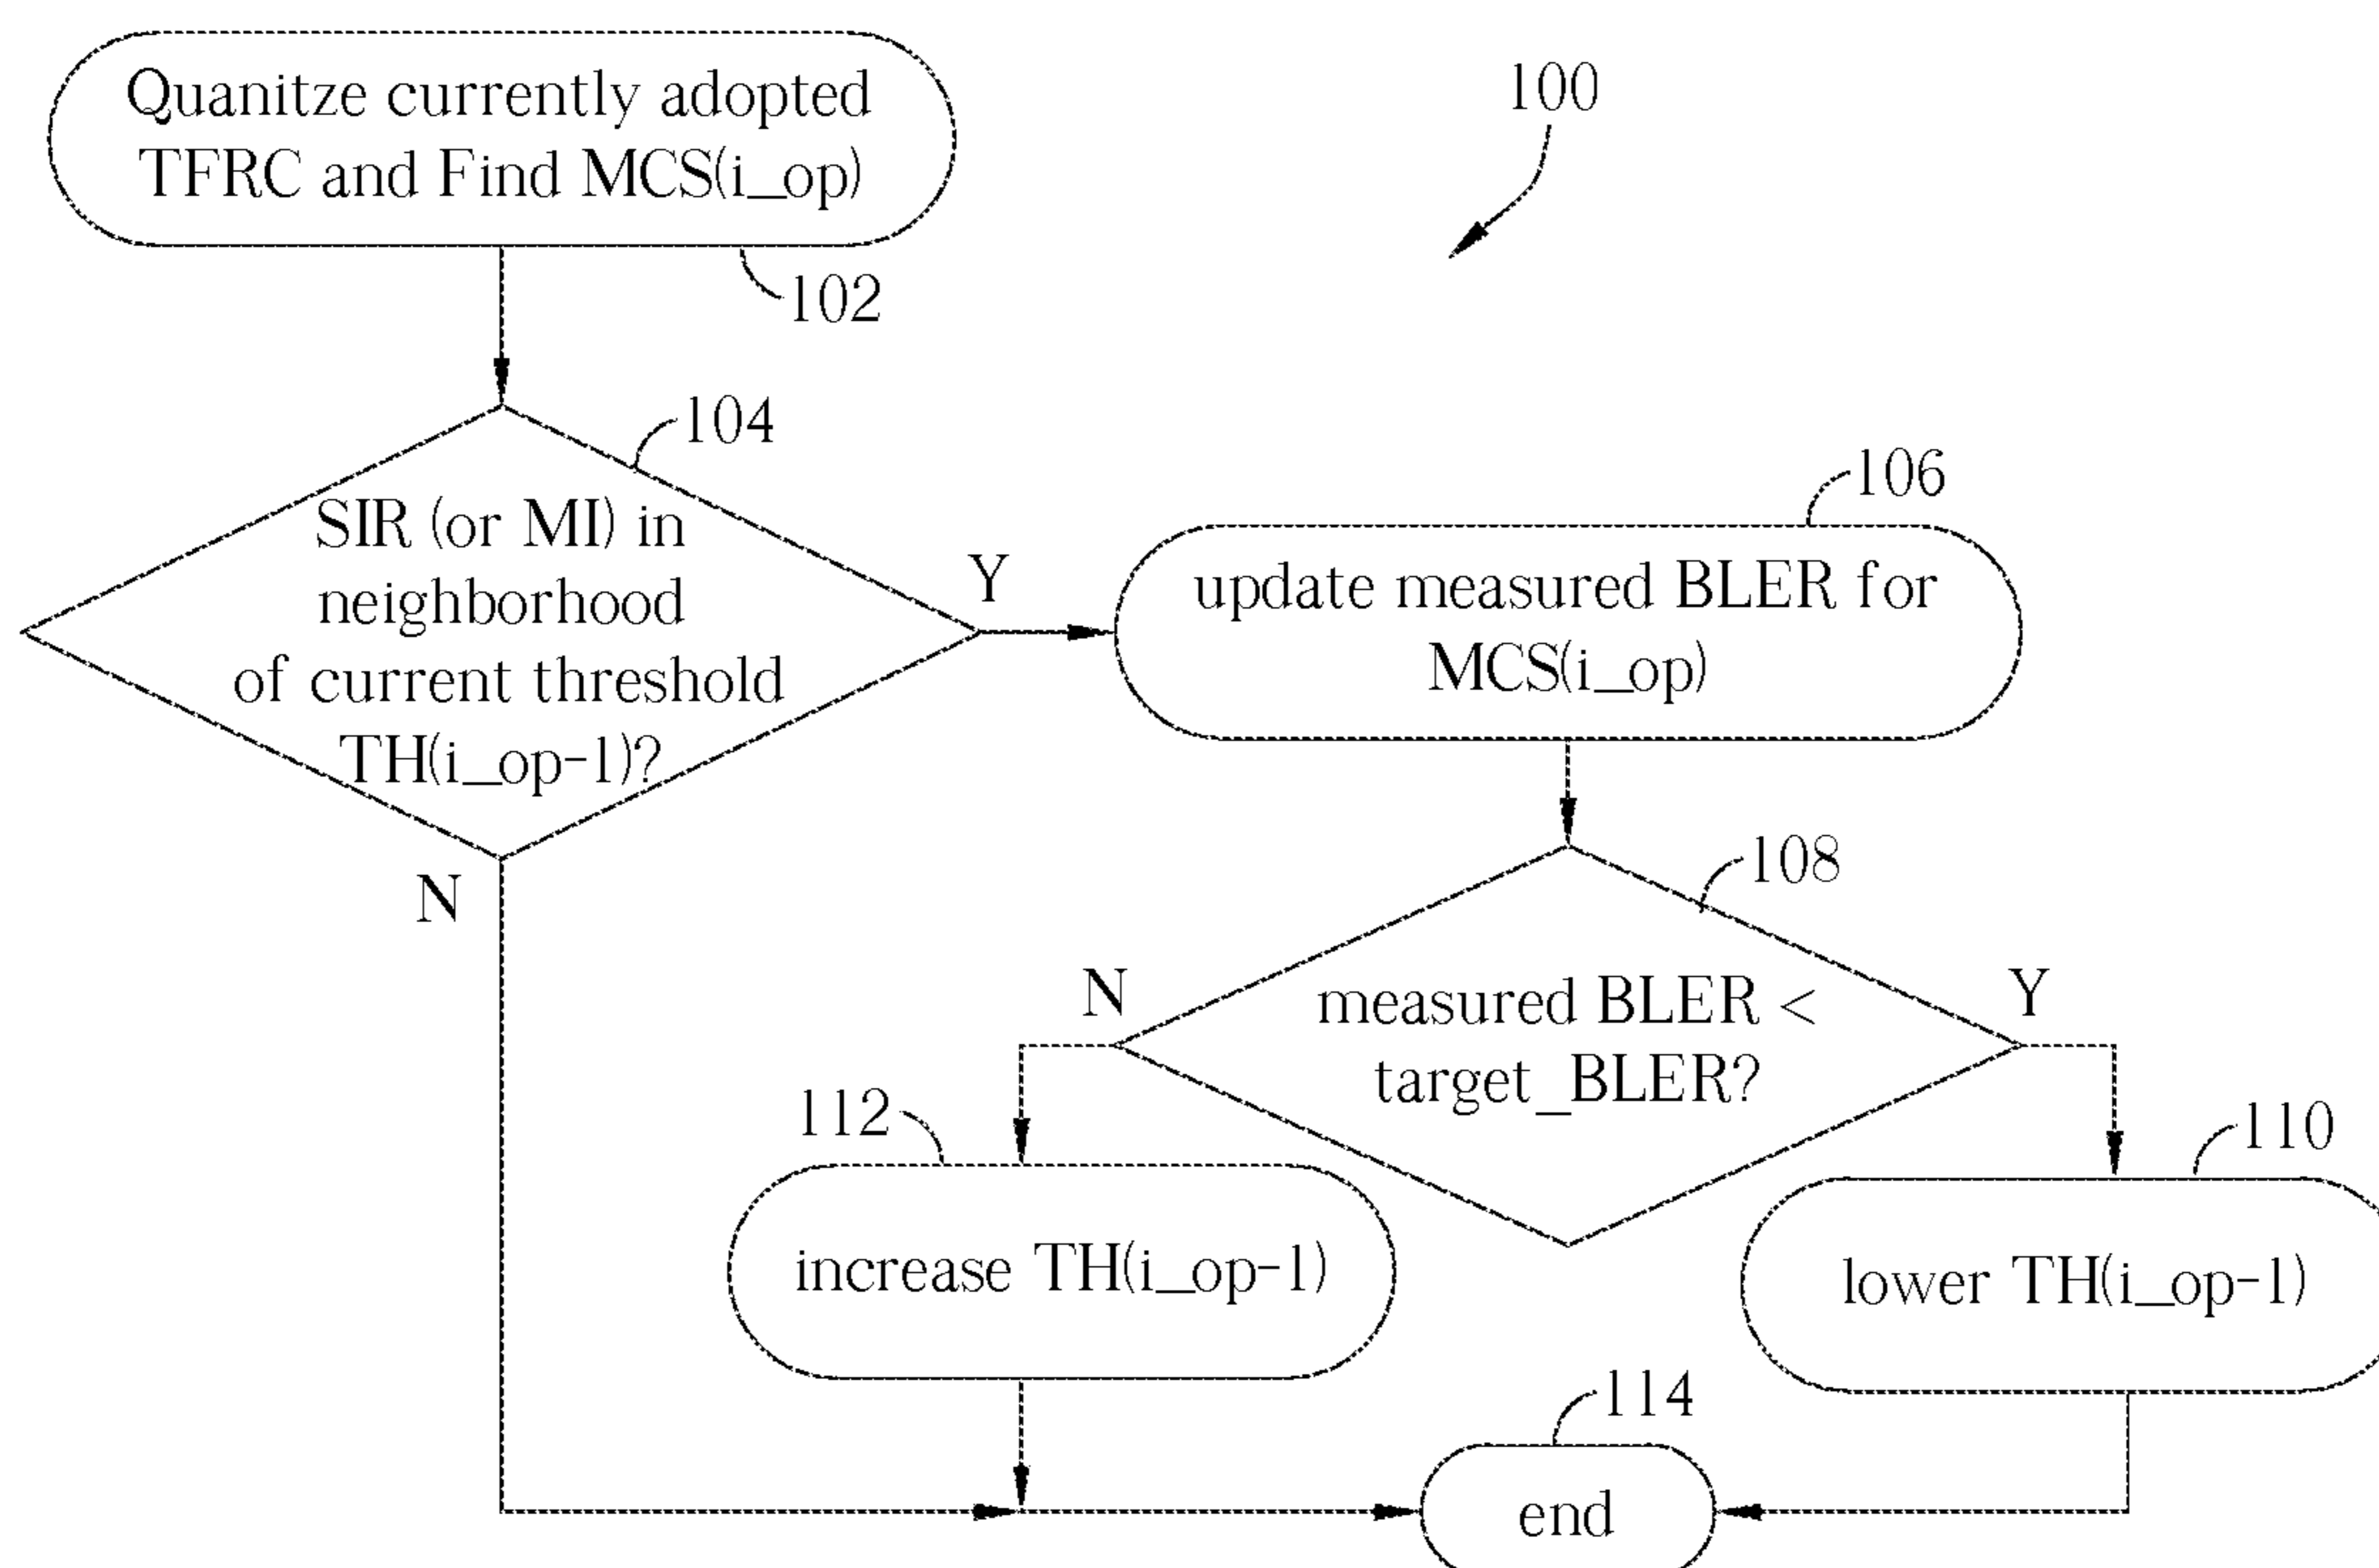 Quanitze currently adopted
TFRC and Find MCS(i_op)
100
102
104
SIR (or MI) in
neighborhood
of current threshold
TH(i_op-1)?
Y
N
106
update measured BLER for
MCS(i_op)
108
measured BLER <
target_BLER?
N
Y
112
increase TH(i_op-1)
110
lower TH(i_op-1)
114
end